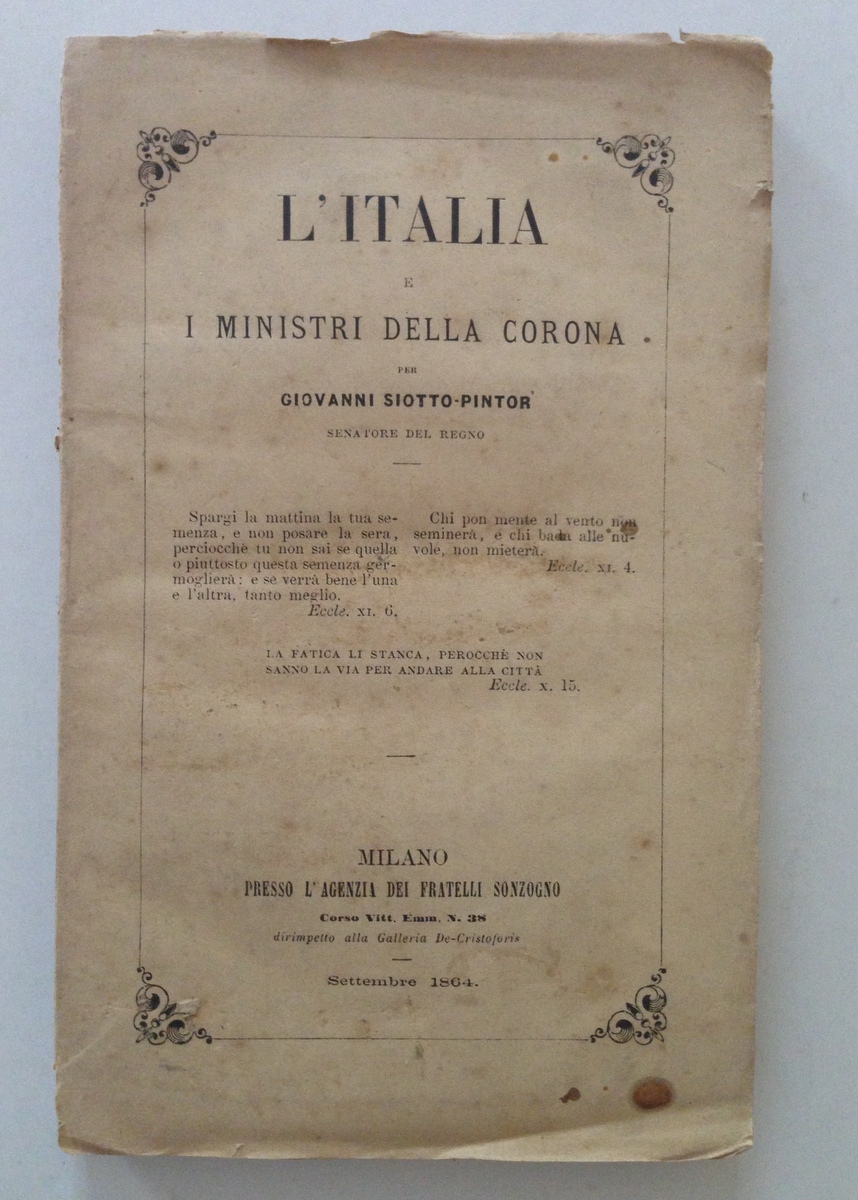 L'ITALIA
E
I MINISTRI DELLA CORONA
PER
GIOVANNI SIOTTO-PINTOR
SENATORE DEL REGNO
Spargi la mattina la tua se-
menza, e non posare la sera,
perciocchè tu non sai se quella
o piuttosto questa semenza ger-
moglierà: e se verrà bene l'una
e l'altra, tanto meglio.
Eccle. XI. 6.
Chi pon mente al vento non
seminerà, e chi bada alle nu-
vole, non mieterà.
Eccle. XI. 4.
LA FATICA LI STANCA, PEROCCHÈ NON
SANNO LA VIA PER ANDARE ALLA CITTÀ
Eccle. X. 15.
MILANO
PRESSO L'AGENZIA DEI FRATELLI SONZOGNO
Corso Vitt. Emm. N. 38
dirimpetto alla Galleria De-Cristoforis
Settembre 1864.